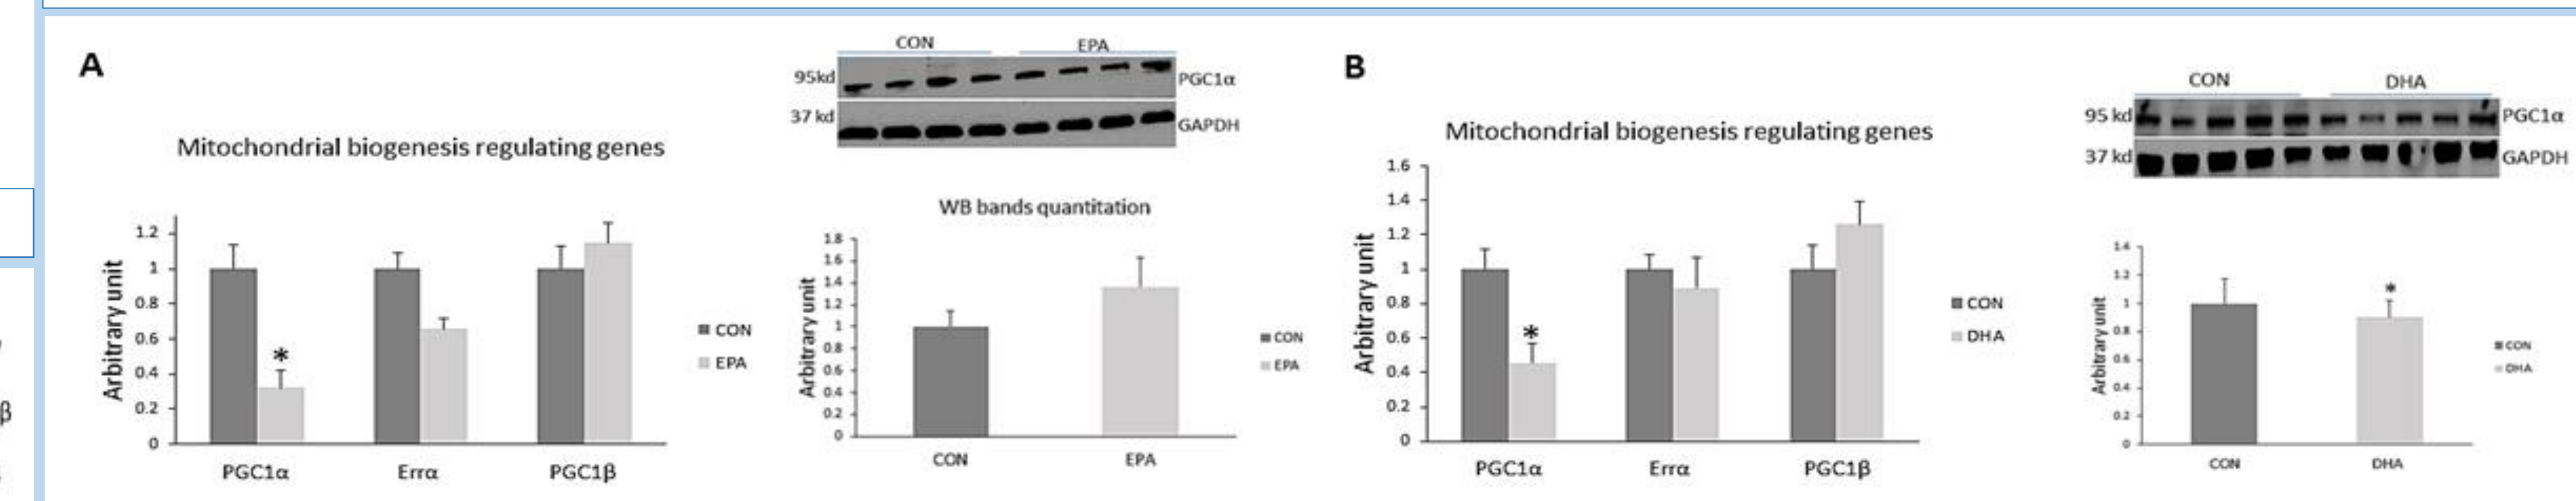 A
Mitochondrial biogenesis regulating genes
Arbitrary unit
1.2
1
0.8
0.6
0.4
0.2
0
*
PGC1α
Errα
PGC1β
CON
EPA
CON
EPA
95kd
PGC1α
37 kd
GAPDH
WB bands quantitation
Arbitrary unit
1.8
1.6
1.4
1.2
1
0.8
0.6
0.4
0.2
0
CON
EPA
CON
EPA
B
Mitochondrial biogenesis regulating genes
Arbitrary unit
1.6
1.4
1.2
1
0.8
0.6
0.4
0.2
0
*
PGC1α
Errα
PGC1β
CON
DHA
CON
DHA
95 kd
PGC1α
37 kd
GAPDH
Arbitrary unit
1.4
1.2
1
0.8
0.6
0.4
0.2
0
*
CON
DHA
CON
DHA
β